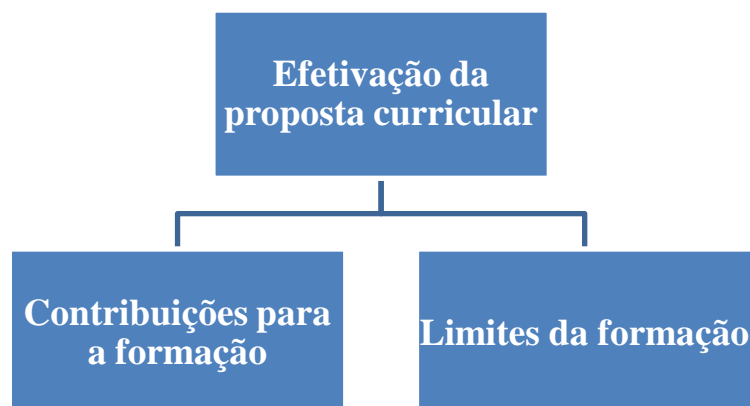 Efetivação da
proposta curricular
Contribuições para
a formação
Limites da formação